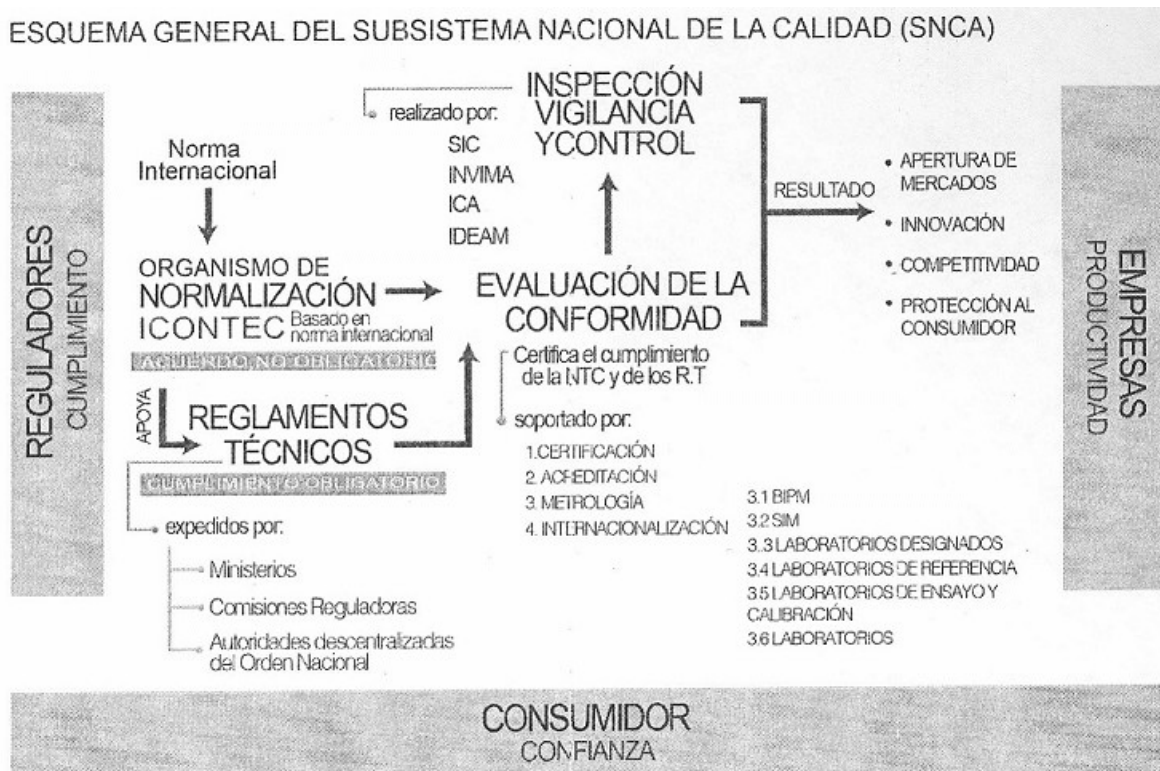 ESQUEMA GENERAL DEL SUBSISTEMA NACIONAL DE LA CALIDAD (SNCA)
REGULADORES
CUMPLIMIENTO
Norma
Internacional
ORGANISMO DE
NORMALIZACIÓN
ICONTEC
Basado en
norma internacional
ACUERDO, NO OBLIGATORIO
APOYA
REGLAMENTOS
TÉCNICOS
CUMPLIMIENTO OBLIGATORIO
expedidos por:
Ministerios
Comisiones Reguladoras
Autoridades descentralizadas
del Orden Nacional
INSPECCIÓN
VIGILANCIA
YCONTROL
realizado por:
SIC
INVIMA
ICA
IDEAM
EVALUACIÓN DE LA
CONFORMIDAD
Certifica el cumplimiento
de la NTC y de los R.T
soportado por:
1.CERTIFICACIÓN
2. ACREDITACIÓN
3. METROLOGÍA
4. INTERNACIONALIZACIÓN
3.1 BIPM
3.2 SIM
3.3 LABORATORIOS DESIGNADOS
3.4 LABORATORIOS DE REFERENCIA
3.5 LABORATORIOS DE ENSAYO Y
CALIBRACIÓN
3.6 LABORATORIOS
RESULTADO
• APERTURA DE
MERCADOS
• INNOVACIÓN
• COMPETITIVIDAD
• PROTECCIÓN AL
CONSUMIDOR
EMPRESAS
PRODUCTIVIDAD
CONSUMIDOR
CONFIANZA